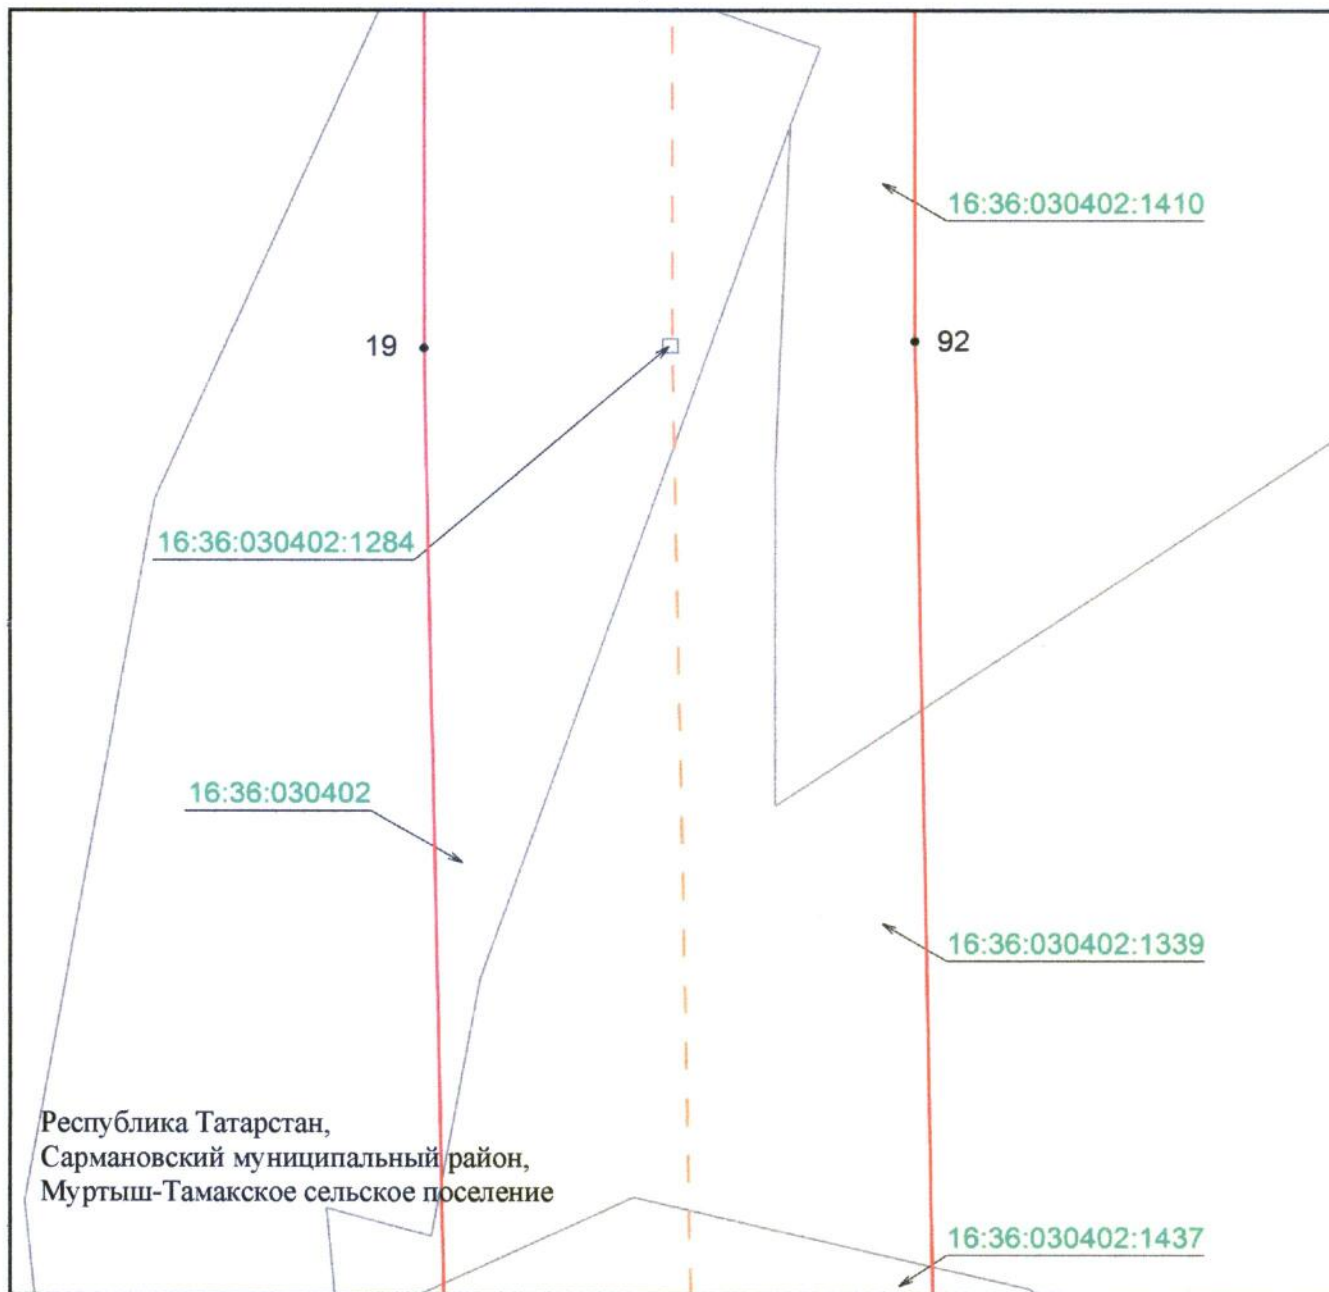 16:36:030402:1410
19
92
16:36:030402:1284
16:36:030402
16:36:030402:1339
Республика Татарстан,
Сармановский муниципальный район,
Муртыш-Тамакское сельское поселение
16:36:030402:1437